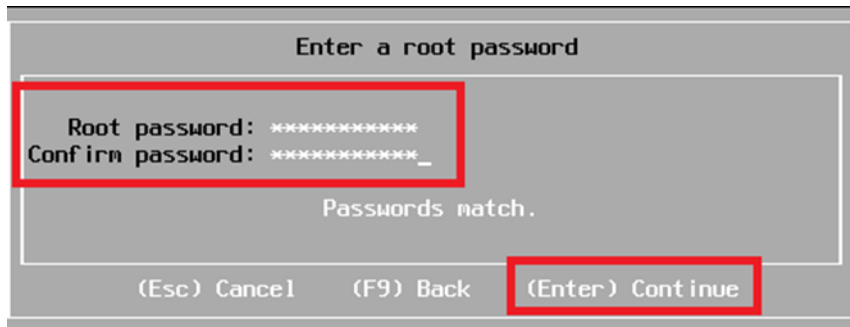 Enter a root password
Root password: ***********
Confirm password: ***********_
Passwords match.
(Esc) Cancel (F9) Back (Enter) Continue